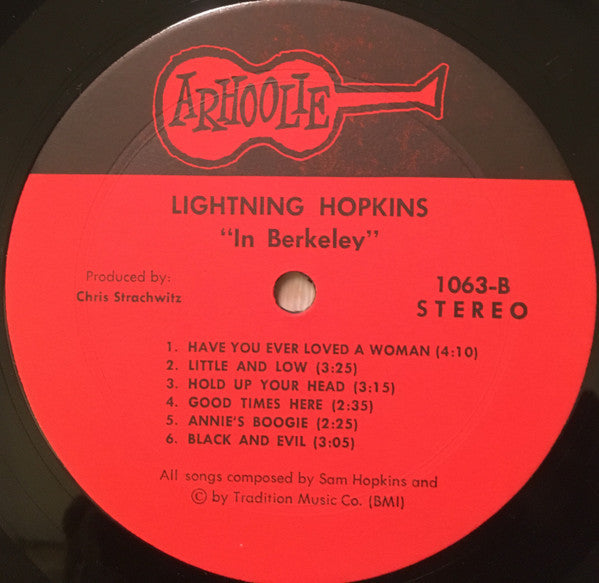 ARHOOLIE
LIGHTNING HOPKINS
"In Berkeley"
Produced by:
Chris Strachwitz
1063-B
STEREO
1. HAVE YOU EVER LOVED A WOMAN (4:10)
2. LITTLE AND LOW (3:25)
3. HOLD UP YOUR HEAD (3:15)
4. GOOD TIMES HERE (2:35)
5. ANNIE'S BOOGIE (2:25)
6. BLACK AND EVIL (3:05)
All songs composed by Sam Hopkins and
© by Tradition Music Co. (BMI)